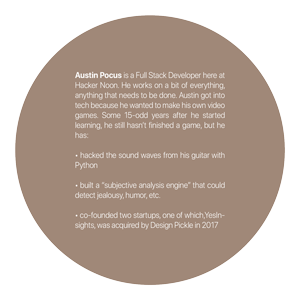 Austin Pocus is a Full Stack Developer here at
Hacker Noon. He works on a bit of everything,
anything that needs to be done. Austin got into
tech because he wanted to make his own video
games. Some 15-odd years after he started
learning, he still hasn't finished a game, but he
has:
• hacked the sound waves from his guitar with
Python
• built a "subjective analysis engine" that could
detect jealousy, humor, etc.
• co-founded two startups, one of which,YesIn-
sights, was acquired by Design Pickle in 2017